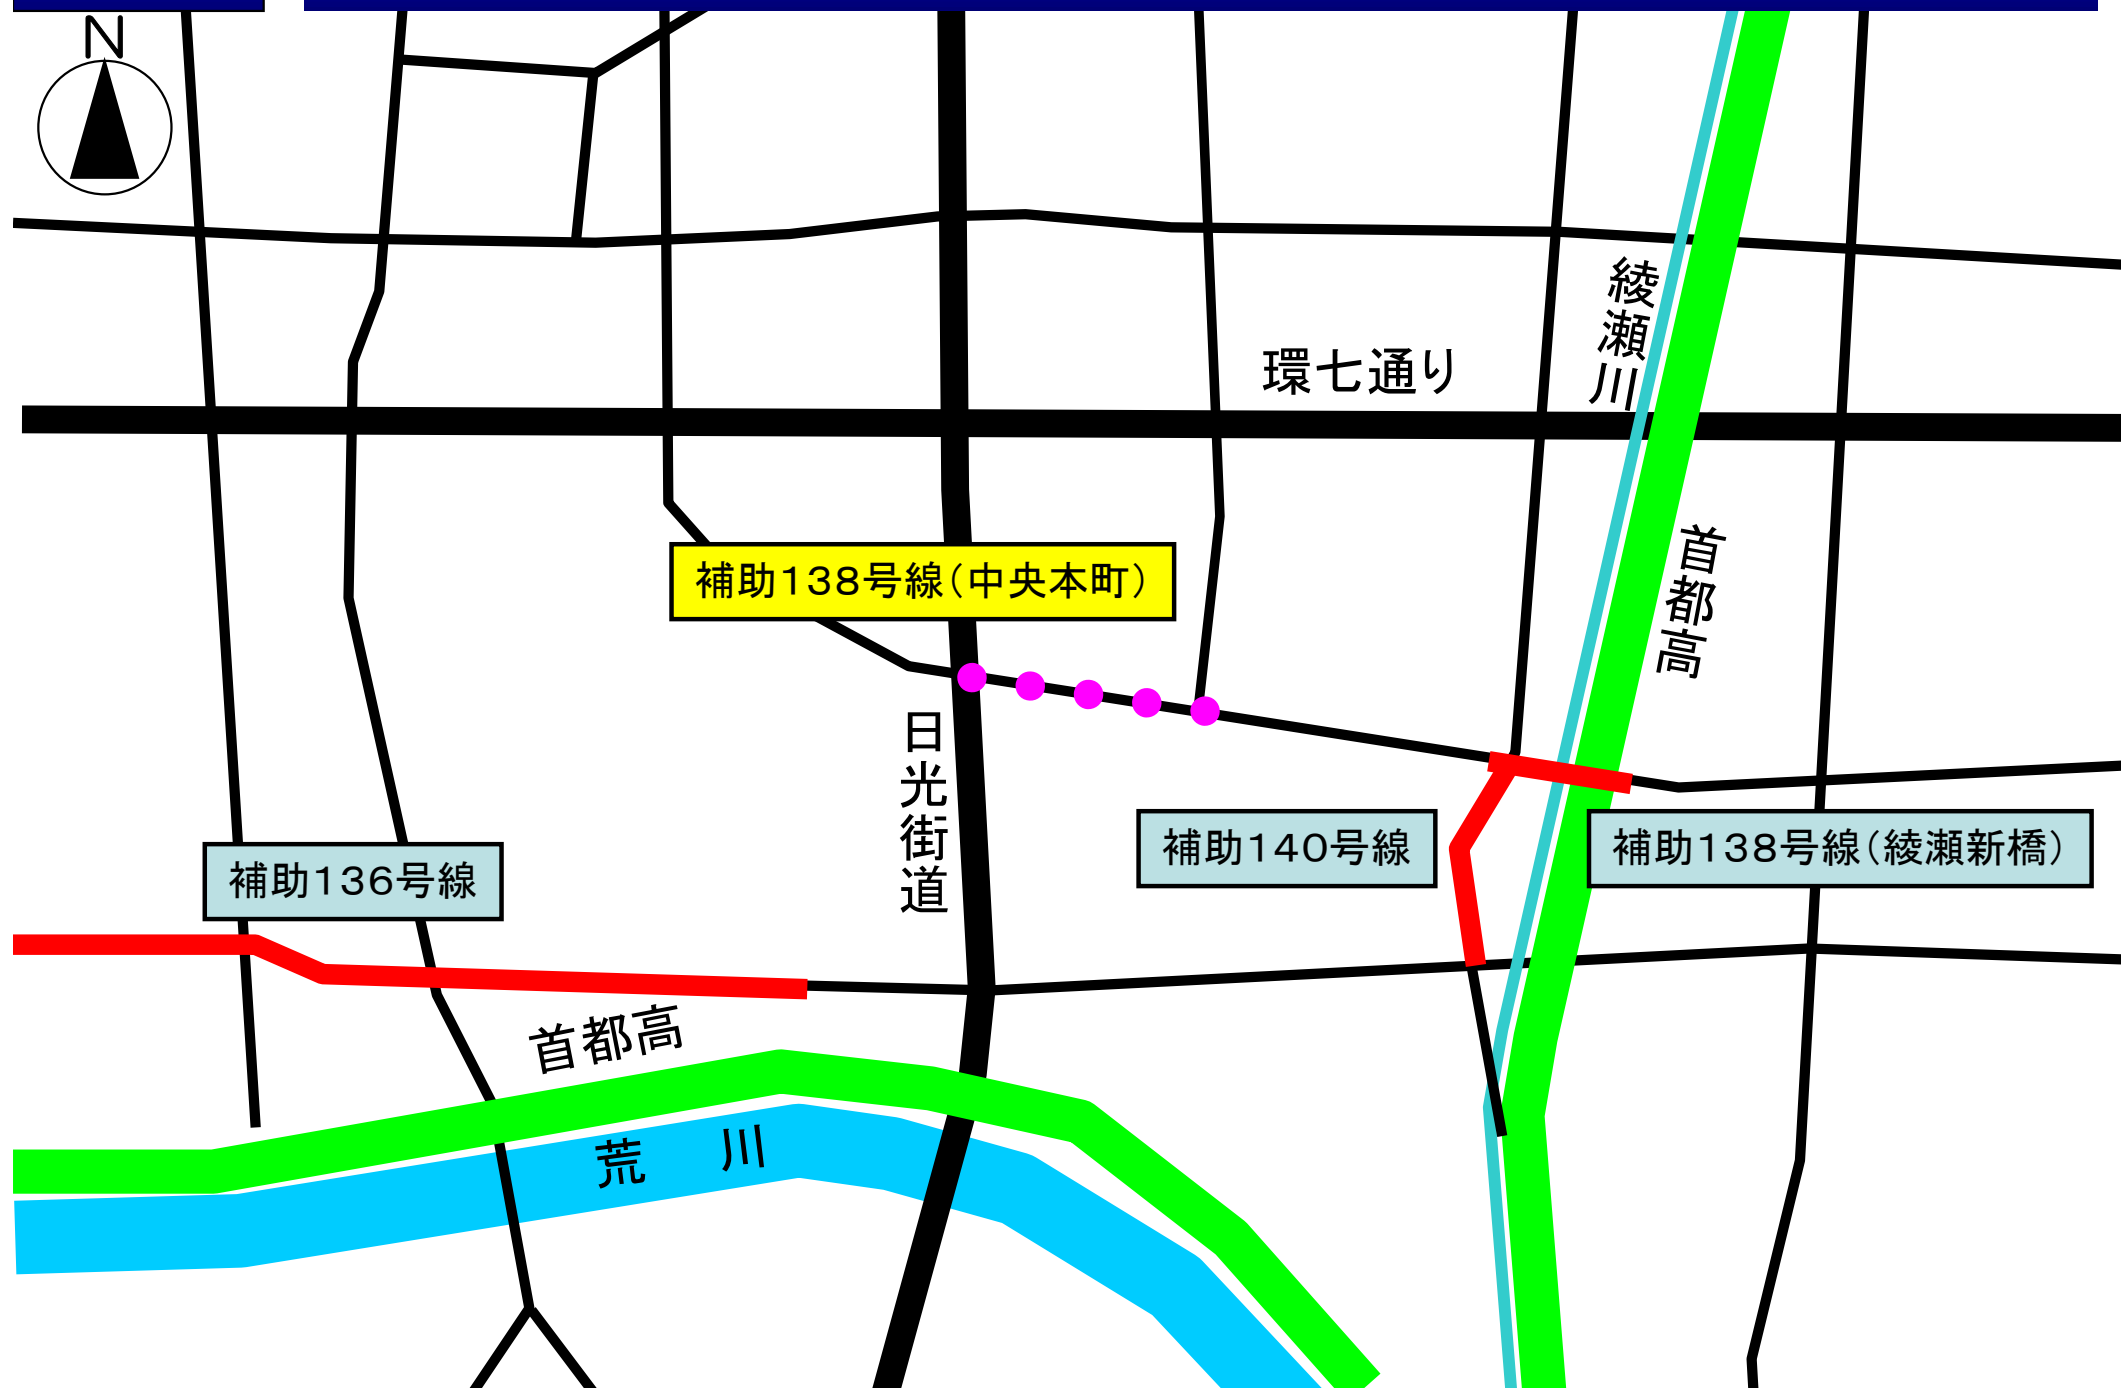 N
綾瀬川
環七通り
首都高
補助138号線（中央本町）
日光街道
補助140号線
補助138号線（綾瀬新橋）
補助136号線
首都高
荒　川